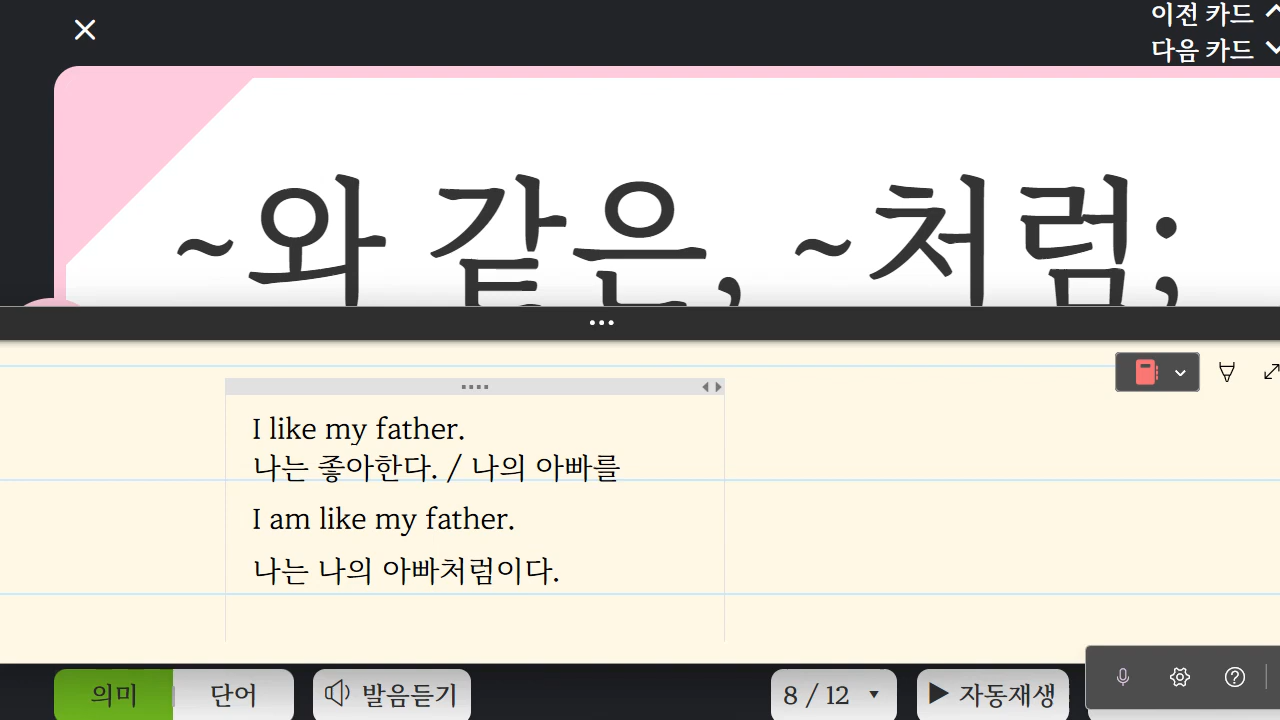 이전 카드
다음 카드
~와 같은, ~처럼;
I like my father.
나는 좋아한다. / 나의 아빠를
I am like my father.
나는 나의 아빠처럼이다.
의미
단어
발음듣기
8 / 12
자동재생